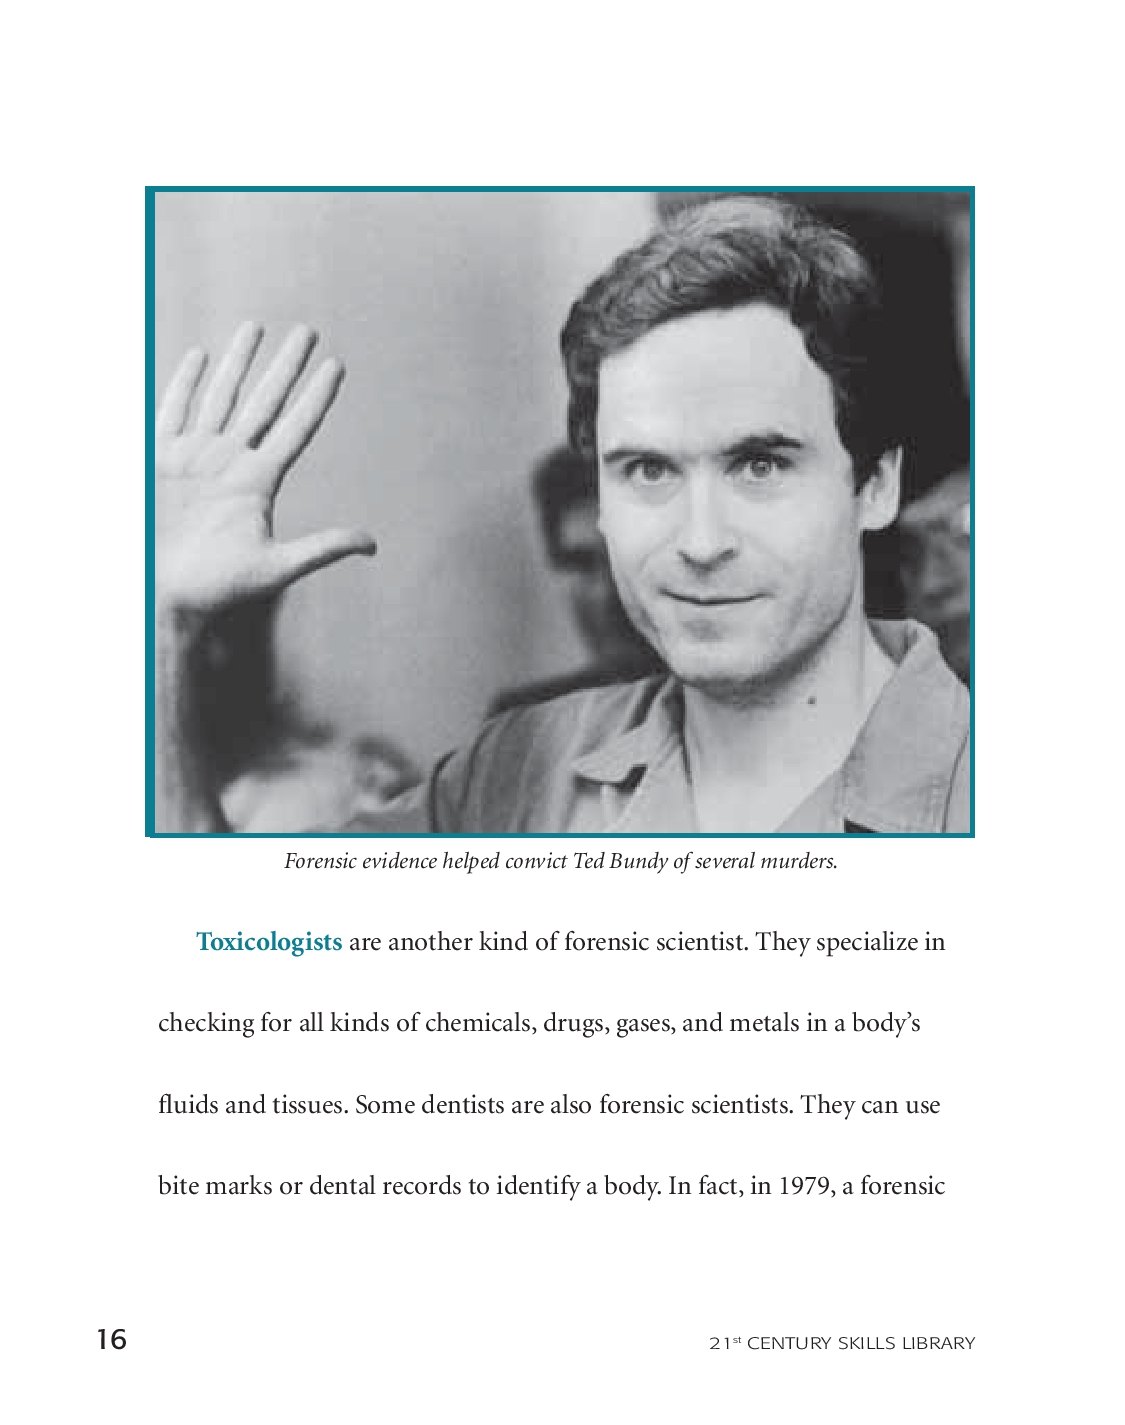 Forensic evidence helped convict Ted Bundy of several murders.
Toxicologists are another kind of forensic scientist. They specialize in
checking for all kinds of chemicals, drugs, gases, and metals in a body’s
fluids and tissues. Some dentists are also forensic scientists. They can use
bite marks or dental records to identify a body. In fact, in 1979, a forensic
16
21st CENTURY SKILLS LIBRARY